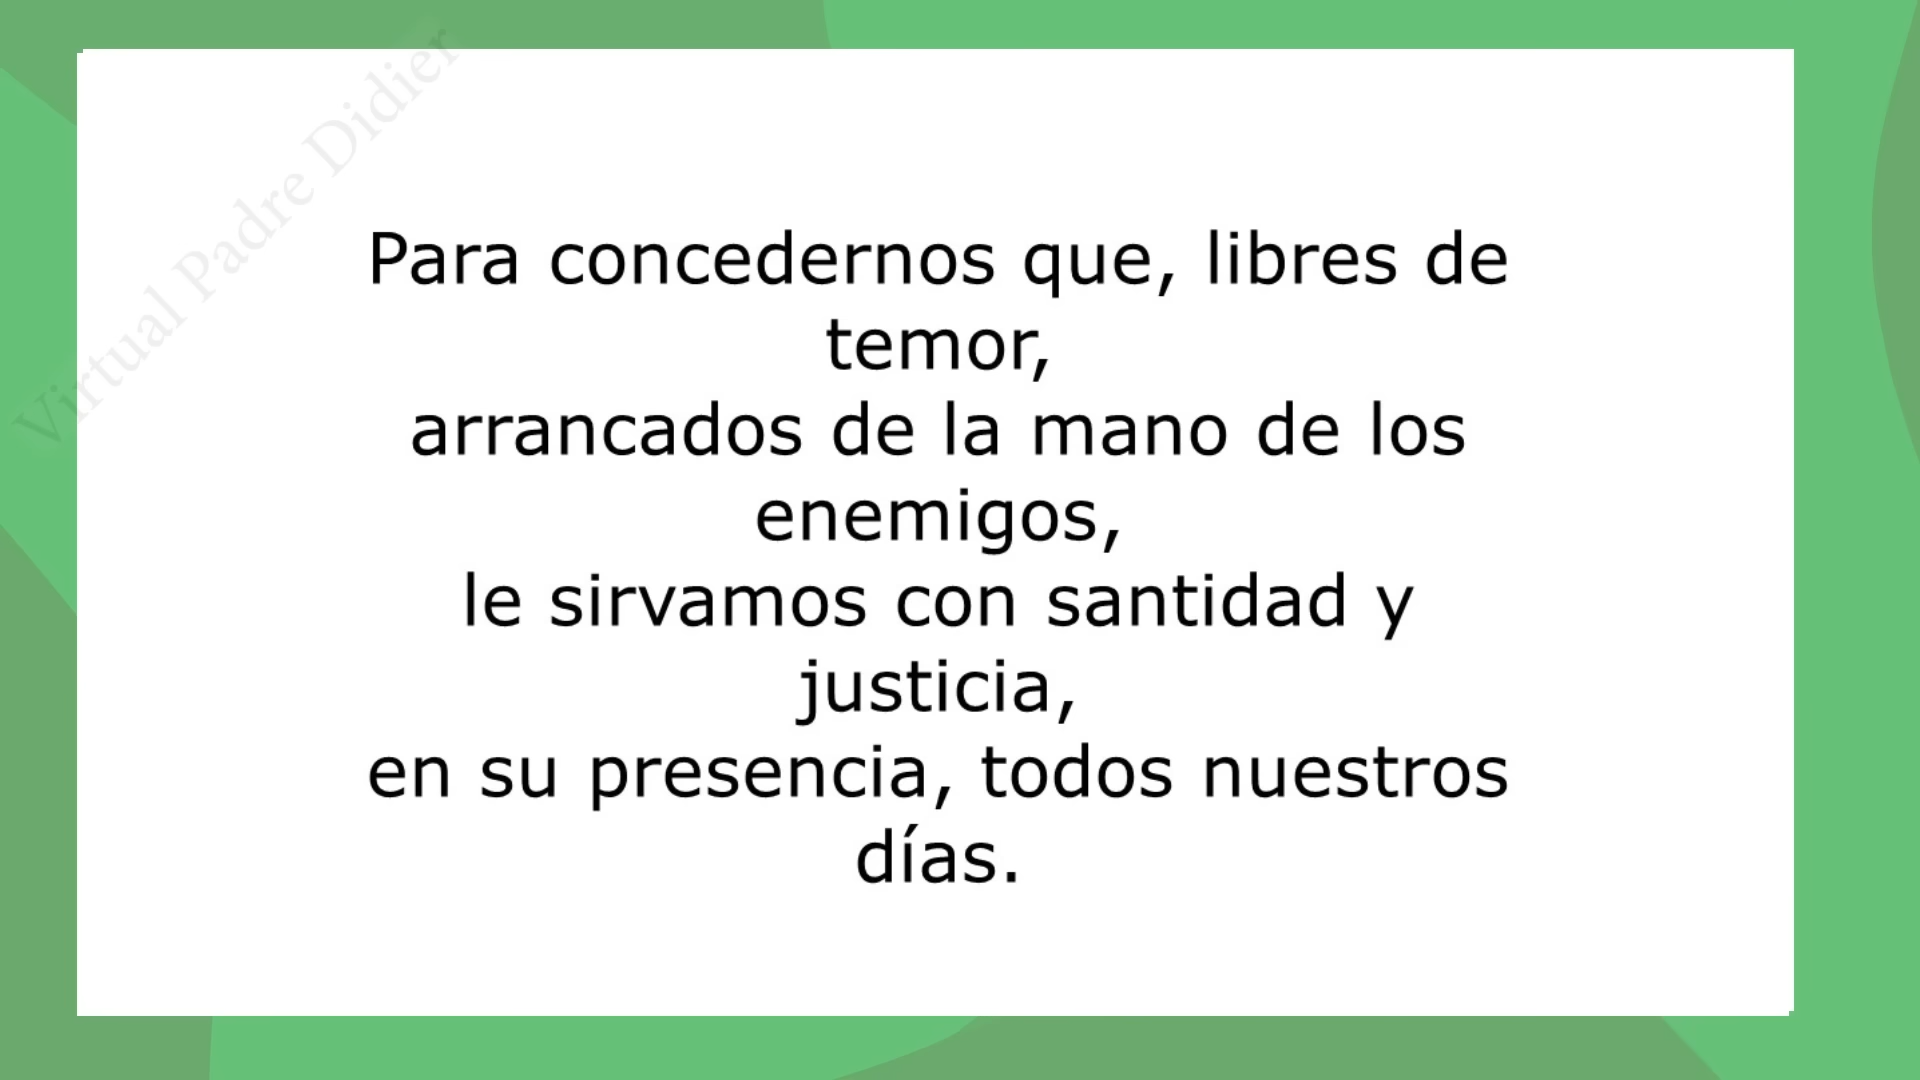 Virtual Padre Didier
Para concedernos que, libres de
temor,
arrancados de la mano de los
enemigos,
le sirvamos con santidad y
justicia,
en su presencia, todos nuestros
días.